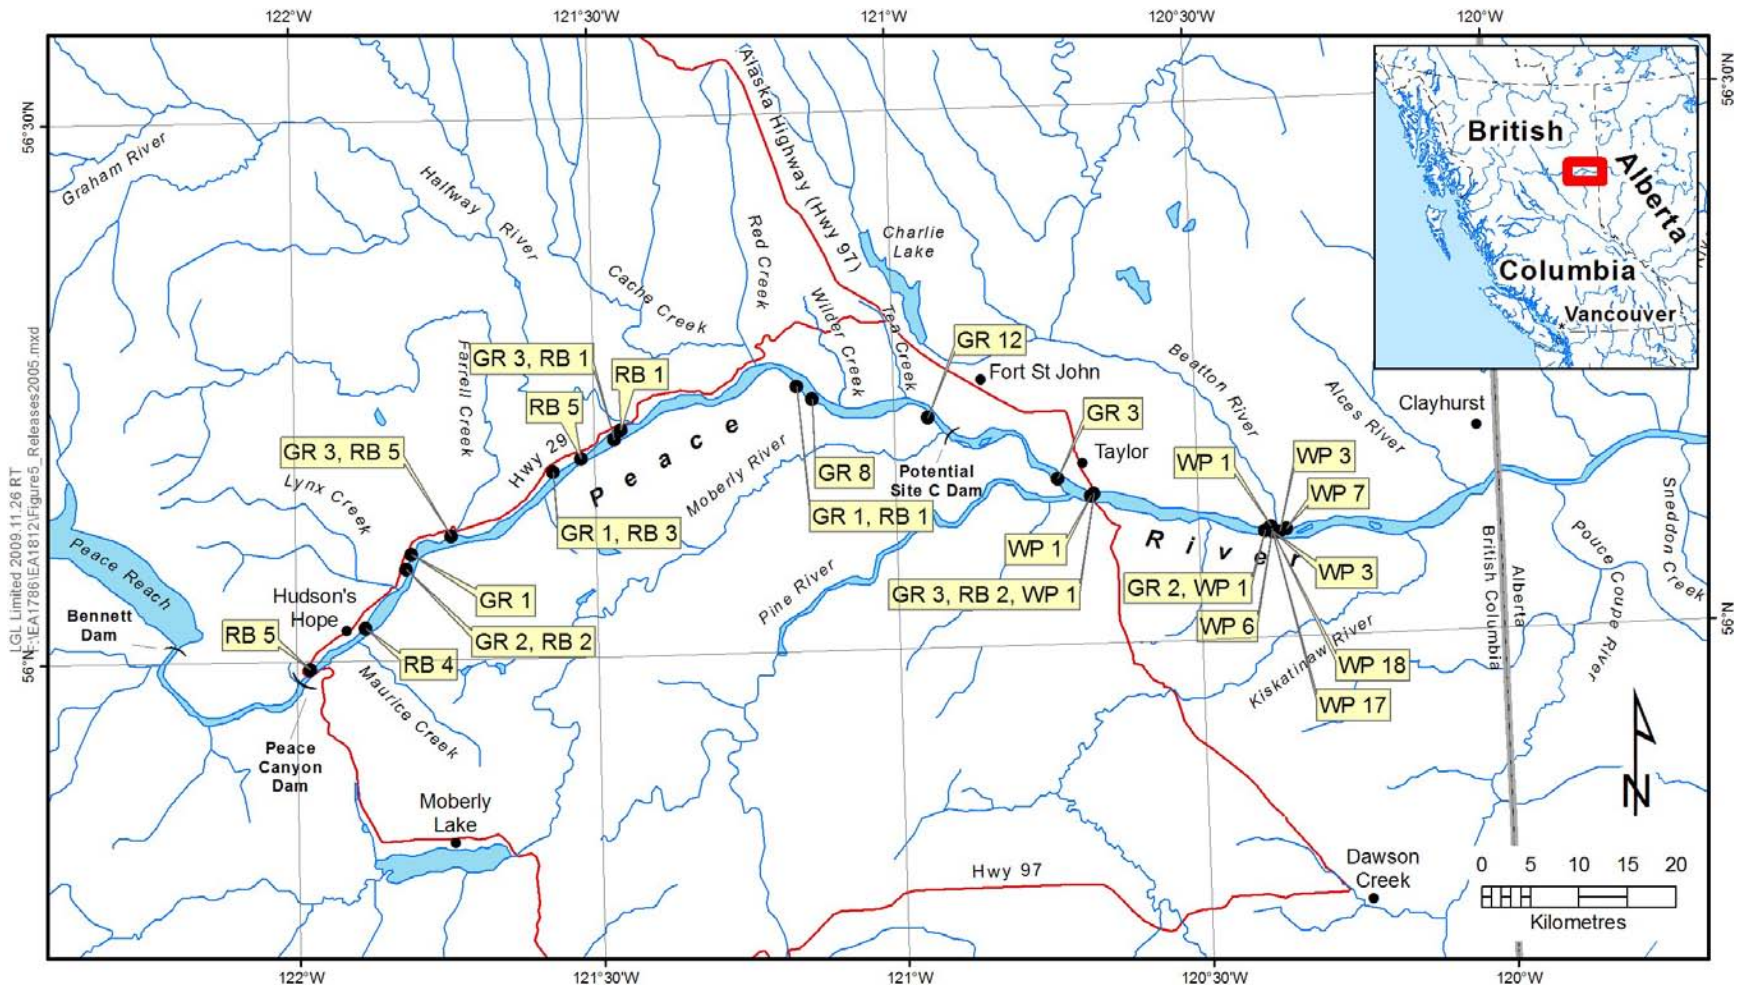 122°W
121°30'W
121°W
120°30'W
120°W
56°30'N
56°30'N
Graham River
Halfway
River
Alaska Highway (Hwy 97)
Red Creek
Charlie
Lake
Cache Creek
Wilder Creek
Tea Creek
Farrell Creek
British
Columbia
Alberta
Vancouver
GR 3, RB 1
RB 1
RB 5
GR 12
Fort St John
Beatton River
Alces River
Clayhurst
GR 3
Taylor
GR 3, RB 5
Hwy 29
Lynx Creek
Peace
River
Moberly River
GR 8
Potential
Site C Dam
GR 1, RB 1
GR 1, RB 3
WP 1
WP 3
WP 7
WP 1
WP 3
GR 3, RB 2, WP 1
GR 2, WP 1
WP 6
WP 18
WP 17
Kiskatinaw River
Pine River
British Columbia
Alberta
Pouce Coupe River
Sneddon Creek
Peace Reach
Bennett
Dam
Hudson's
Hope
GR 1
GR 2, RB 2
RB 5
RB 4
Maurice Creek
56°N
56°N
Peace
Canyon
Dam
Moberly
Lake
Hwy 97
Dawson
Creek
N
0 5 10 15 20
Kilometres
LGL Limited 2009.11.26 RT
122°W
121°30'W
121°W
120°30'W
120°W